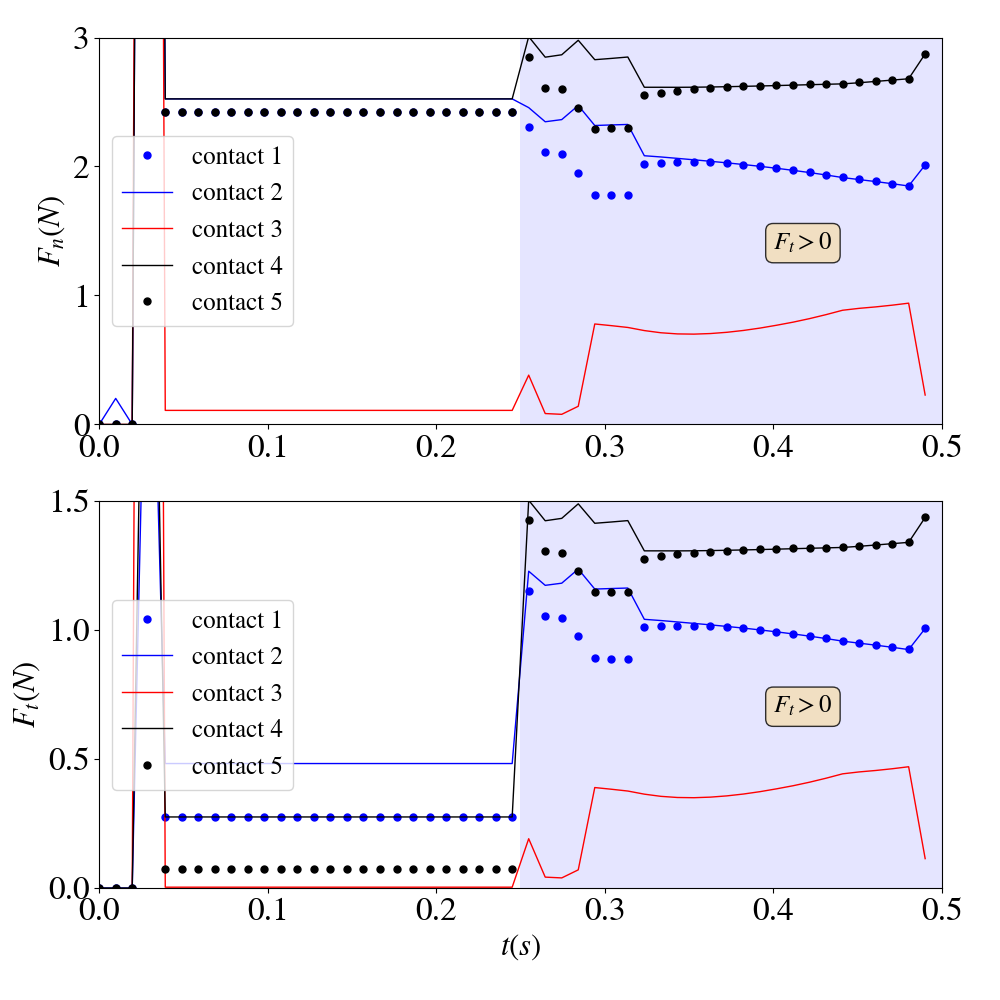 3
2
1
0
F_n(N)
contact 1
contact 2
contact 3
contact 4
contact 5
F_t > 0
0.0 0.1 0.2 0.3 0.4 0.5
1.5
1.0
0.5
0.0
F_t(N)
contact 1
contact 2
contact 3
contact 4
contact 5
F_t > 0
0.0 0.1 0.2 0.3 0.4 0.5
t(s)